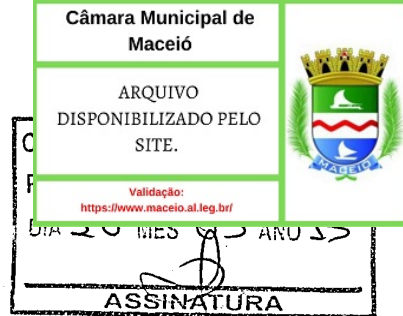 Câmara Municipal de
Maceió
ARQUIVO
DISPONIBILIZADO PELO
SITE.
Validação:
https://www.maceio.al.leg.br/
MACEIÓ
DIA MES ANO
ASSINATURA